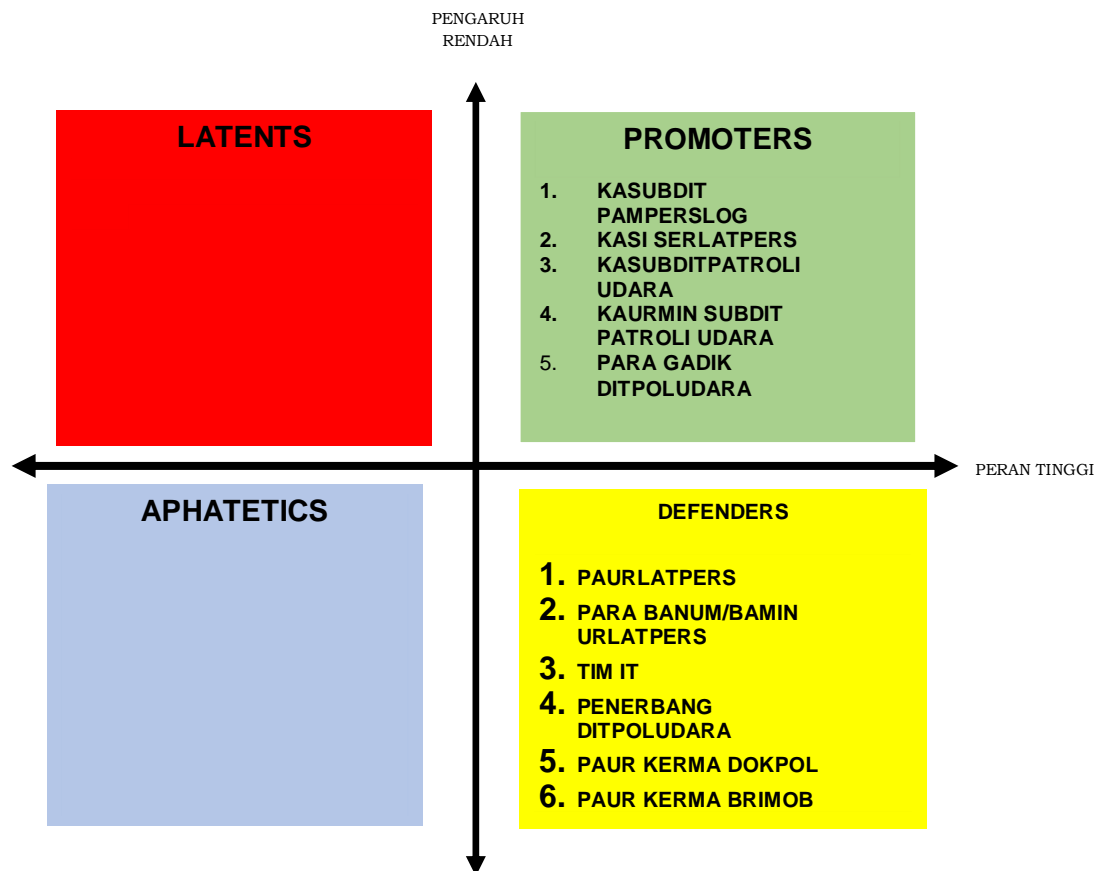 PENGARUH
RENDAH
LATENTS
PROMOTERS
1. KASUBDIT
PAMPERSLOG
2. KASI SERLATPERS
3. KASUBDITPATROLI
UDARA
4. KAURMIN SUBDIT
PATROLI UDARA
5. PARA GADIK
DITPOLUDARA
PERAN TINGGI
APHATETICS
DEFENDERS
1. PAURLATPERS
2. PARA BANUM/BAMIN
URLATPERS
3. TIM IT
4. PENERBANG
DITPOLUDARA
5. PAUR KERMA DOKPOL
6. PAUR KERMA BRIMOB